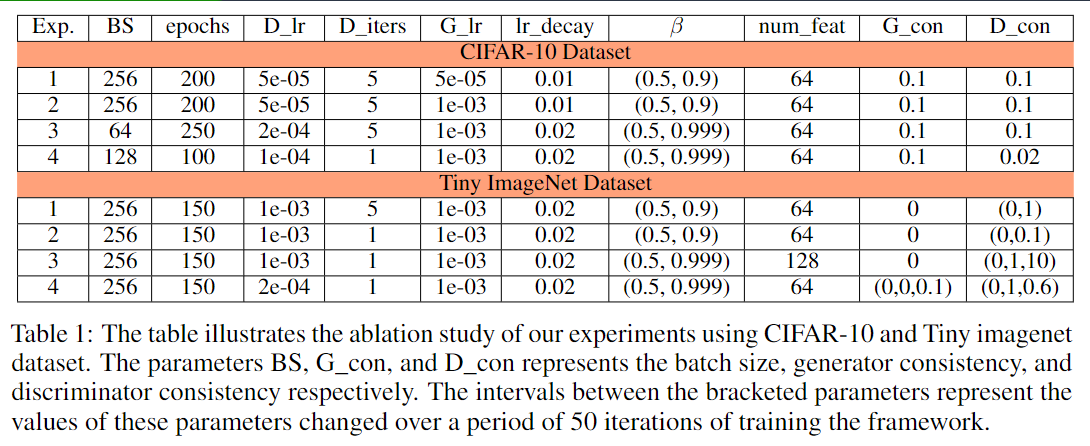 Exp. BS epochs D_lr D_iters G_lr lr_decay β num_feat G_con D_con
CIFAR-10 Dataset
1 256 200 5e-05 5 5e-05 0.01 (0.5, 0.9) 64 0.1 0.1
2 256 200 5e-05 5 1e-03 0.01 (0.5, 0.9) 64 0.1 0.1
3 64 250 2e-04 5 1e-03 0.02 (0.5, 0.999) 64 0.1 0.1
4 128 100 1e-04 1 1e-03 0.02 (0.5, 0.999) 64 0.1 0.02
Tiny ImageNet Dataset
1 256 150 1e-03 5 1e-03 0.02 (0.5, 0.9) 64 0 (0,1)
2 256 150 1e-03 1 1e-03 0.02 (0.5, 0.9) 64 0 (0,0.1)
3 256 150 1e-03 1 1e-03 0.02 (0.5, 0.999) 128 0 (0,1,10)
4 256 150 2e-04 1 1e-03 0.02 (0.5, 0.999) 64 (0,0,0.1) (0,1,0.6)
Table 1: The table illustrates the ablation study of our experiments using CIFAR-10 and Tiny imagenet
dataset. The parameters BS, G_con, and D_con represents the batch size, generator consistency, and
discriminator consistency respectively. The intervals between the bracketed parameters represent the
values of these parameters changed over a period of 50 iterations of training the framework.